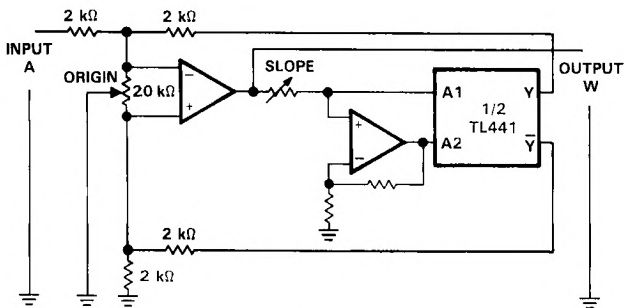 2 kΩ
2 kΩ
INPUT
A
ORIGIN
20 kΩ
−
+
SLOPE
+
−
A1
A2
1/2
TL441
Y
Y̅
OUTPUT
W
2 kΩ
2 kΩ